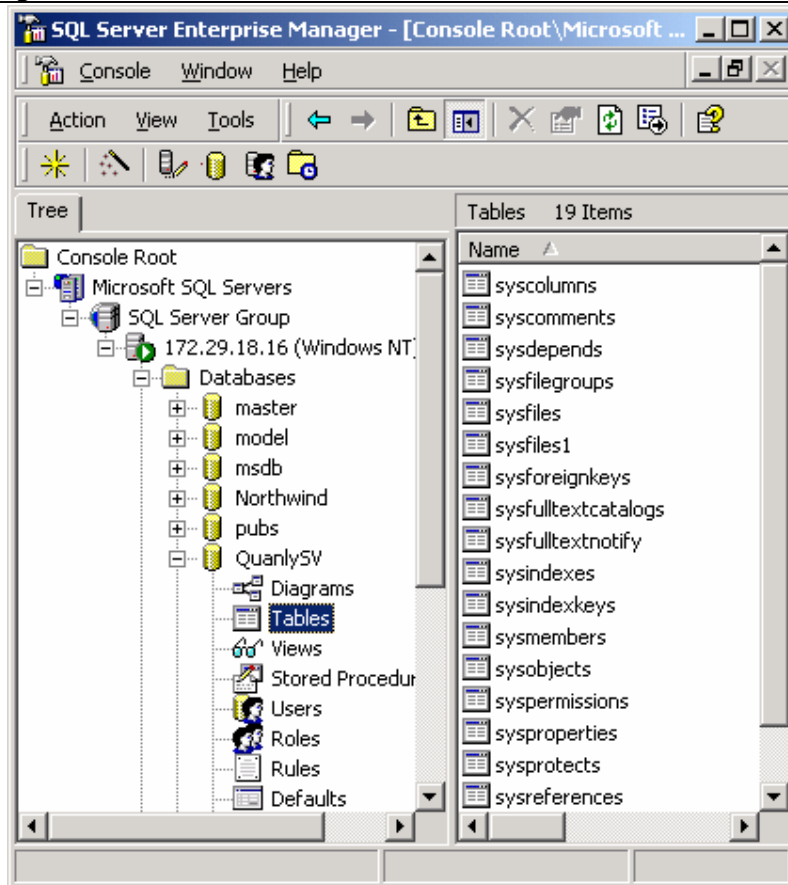 SQL Server Enterprise Manager - [Console Root\Microsoft ...
Console Window Help
Action View Tools
Tree
Tables 19 Items
Console Root
Microsoft SQL Servers
SQL Server Group
172.29.18.16 (Windows NT)
Databases
master
model
msdb
Northwind
pubs
QuanlySV
Diagrams
Tables
Views
Stored Procedur
Users
Roles
Rules
Defaults
Name
syscolumns
syscomments
sysdepends
sysfilegroups
sysfiles
sysfiles1
sysforeignkeys
sysfulltextcatalogs
sysfulltextnotify
sysindexes
sysindexkeys
sysmembers
sysobjects
syspermissions
sysproperties
sysprotects
sysreferences